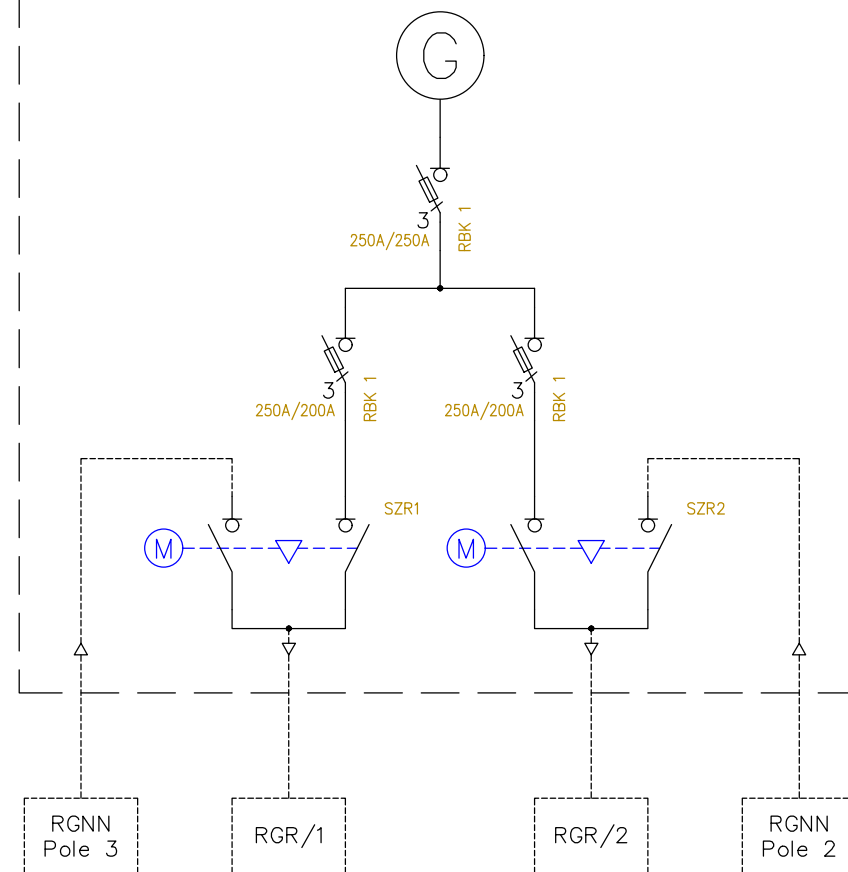 G
3
250A/250A
RBK 1
3
250A/200A
RBK 1
3
250A/200A
RBK 1
SZR1
SZR2
M
M
RGNN
Pole 3
RGR/1
RGR/2
RGNN
Pole 2